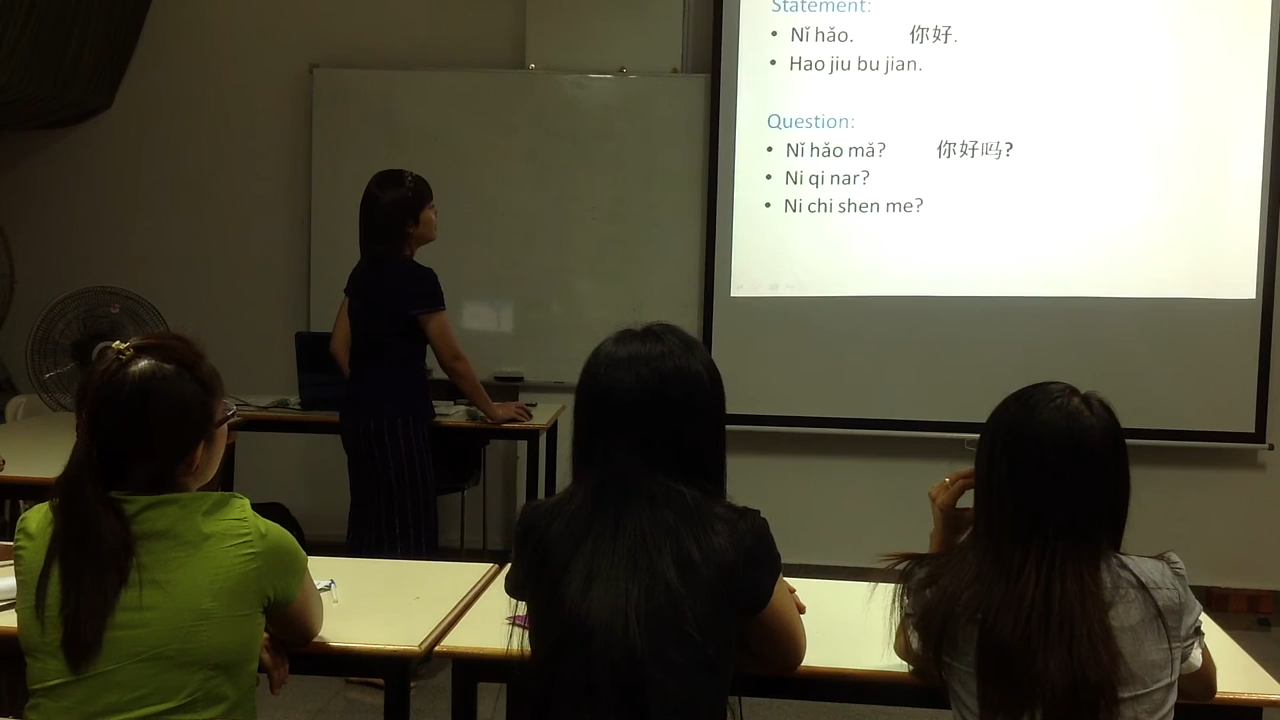 Statement:
• Nǐ hǎo. 你好.
• Hao jiu bu jian.
Question:
• Nǐ hǎo mǎ? 你好吗?
• Ni qi nar?
• Ni chi shen me?